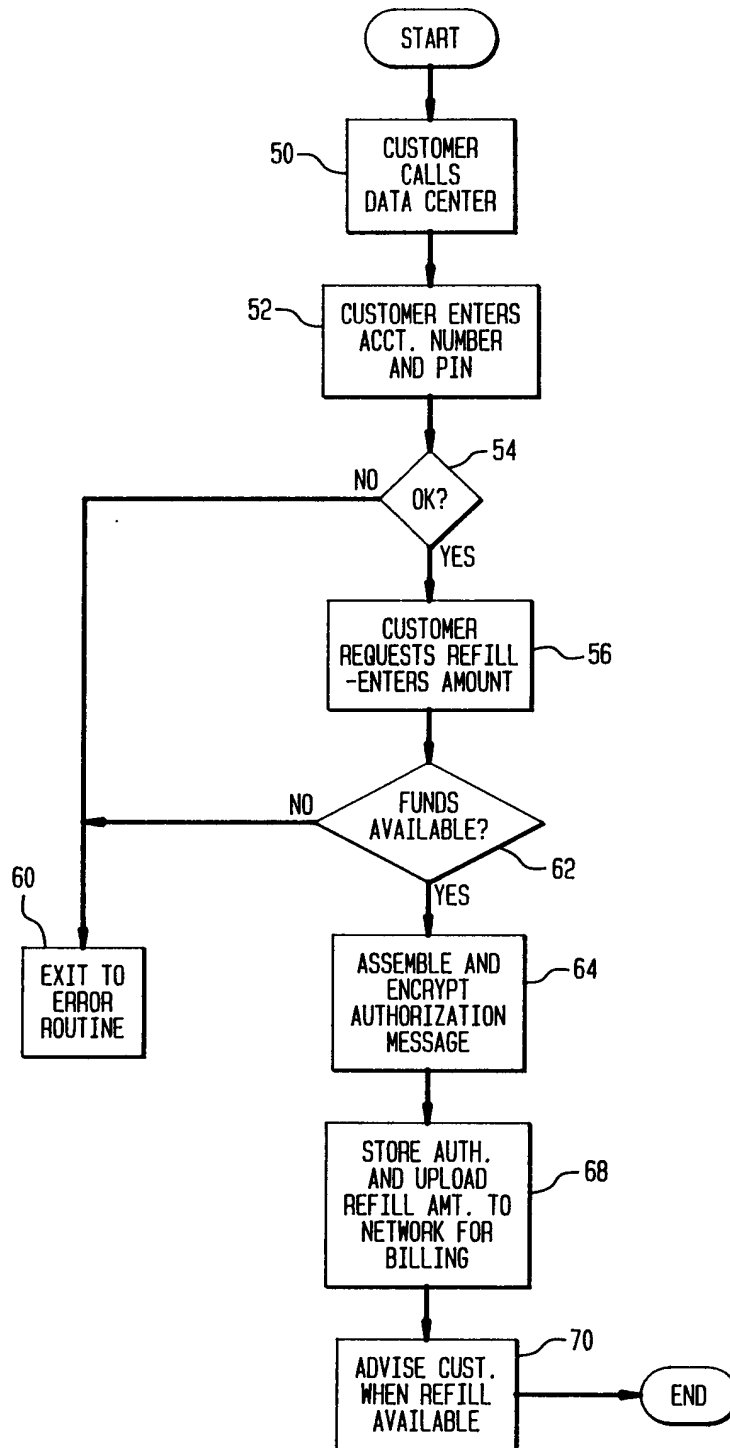 START
50
CUSTOMER
CALLS
DATA CENTER
52
CUSTOMER ENTERS
ACCT. NUMBER
AND PIN
54
NO
OK?
YES
CUSTOMER
REQUESTS REFILL
-ENTERS AMOUNT
56
NO
FUNDS
AVAILABLE?
62
YES
60
EXIT TO
ERROR
ROUTINE
ASSEMBLE AND
ENCRYPT
AUTHORIZATION
MESSAGE
64
STORE AUTH.
AND UPLOAD
REFILL AMT. TO
NETWORK FOR
BILLING
68
70
ADVISE CUST.
WHEN REFILL
AVAILABLE
END